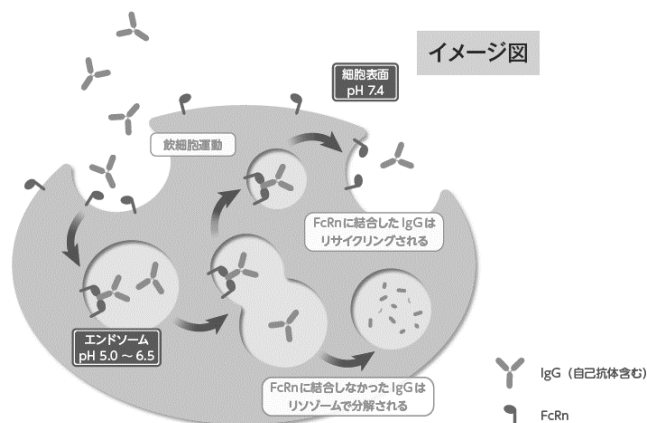 イメージ図
細胞表面
pH 7.4
飲細胞運動
FcRnに結合したIgGは
リサイクリングされる
エンドソーム
pH 5.0～6.5
FcRnに結合しなかったIgGは
リソゾームで分解される
IgG（自己抗体含む）
FcRn